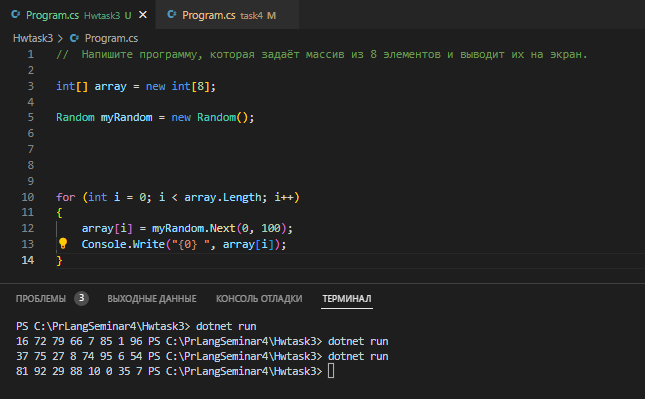 Program.cs Hwtask3 U Program.cs task4 M
Hwtask3 > Program.cs
1 // Напишите программу, которая задаёт массив из 8 элементов и выводит их на экран.
2
3 int[] array = new int[8];
4
5 Random myRandom = new Random();
6
7
8
9
10 for (int i = 0; i < array.Length; i++)
11 {
12 array[i] = myRandom.Next(0, 100);
13 Console.Write("{0} ", array[i]);
14 }
ПРОБЛЕМЫ 3 ВЫХОДНЫЕ ДАННЫЕ КОНСОЛЬ ОТЛАДКИ ТЕРМИНАЛ
PS C:\PrLangSeminar4\Hwtask3> dotnet run
16 72 79 66 7 85 1 96 PS C:\PrLangSeminar4\Hwtask3> dotnet run
37 75 27 8 74 95 6 54 PS C:\PrLangSeminar4\Hwtask3> dotnet run
81 92 29 88 10 0 35 7 PS C:\PrLangSeminar4\Hwtask3>